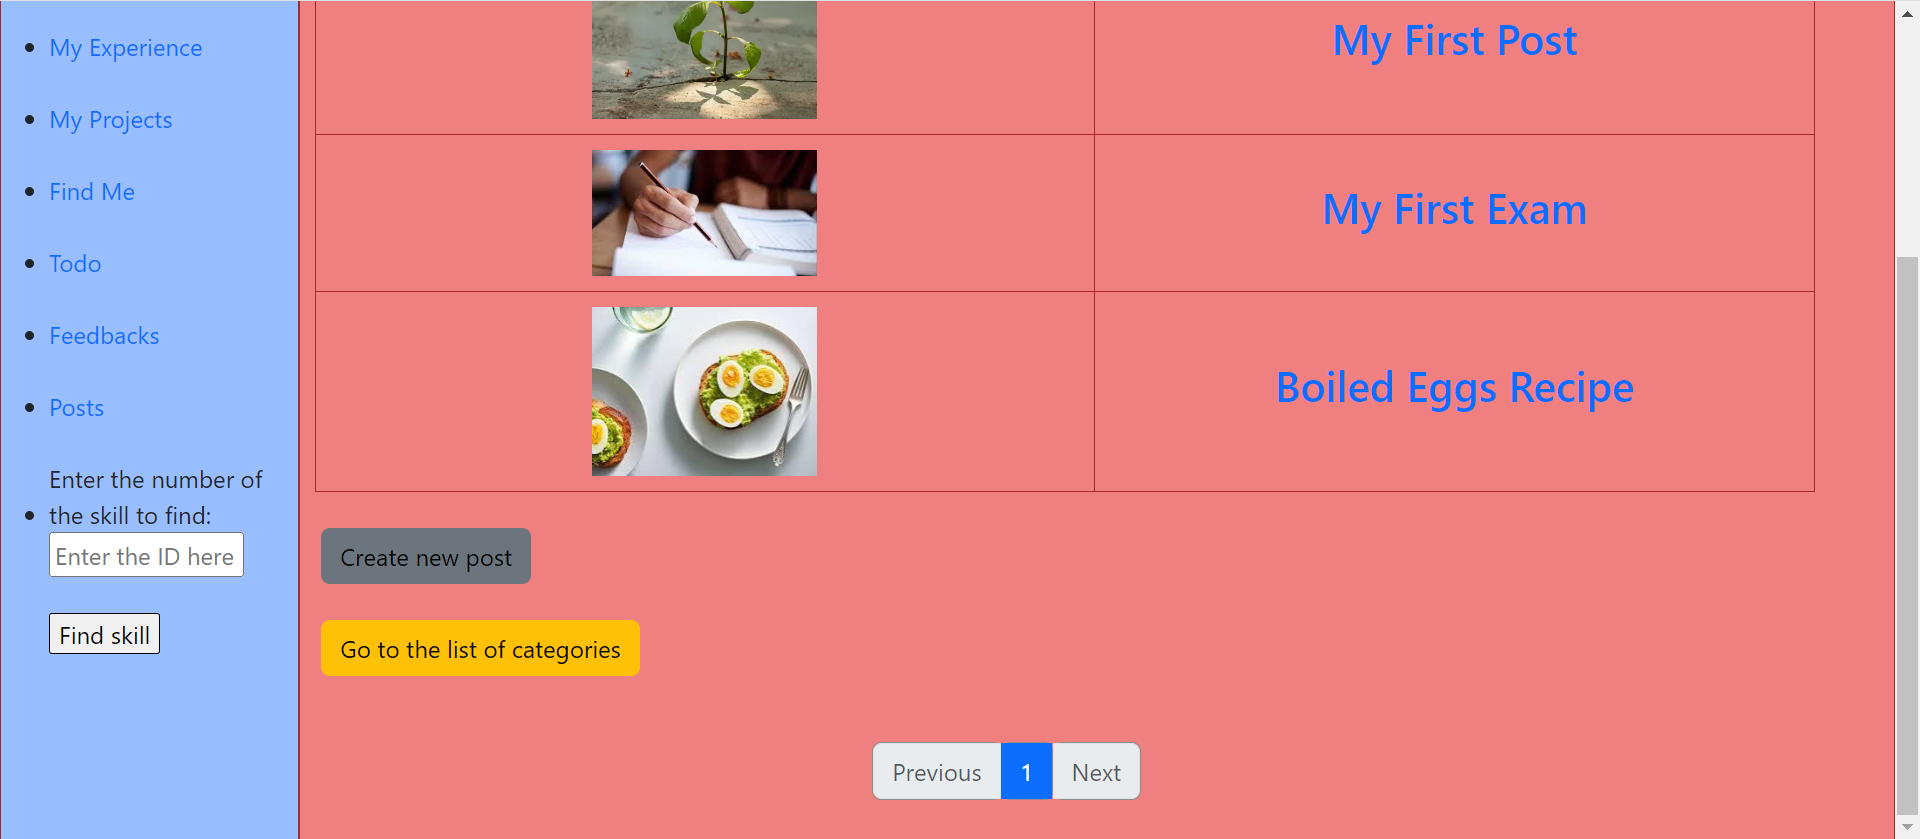 My Experience
My Projects
Find Me
Todo
Feedbacks
Posts
Enter the number of
the skill to find:
Enter the ID here
Find skill
My First Post
My First Exam
Boiled Eggs Recipe
Create new post
Go to the list of categories
Previous 1 Next